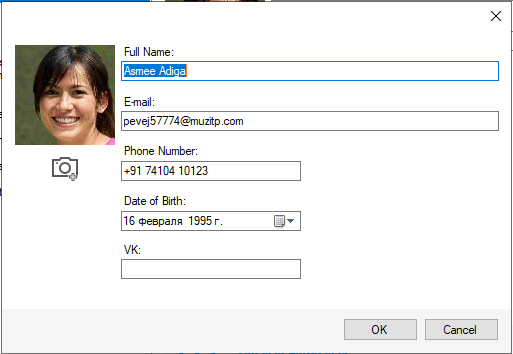 Full Name:
Asmee Adiga
E-mail:
pevej57774@muzitp.com
Phone Number:
+91 74104 10123
Date of Birth:
16 февраля 1995 г.
VK:
OK
Cancel